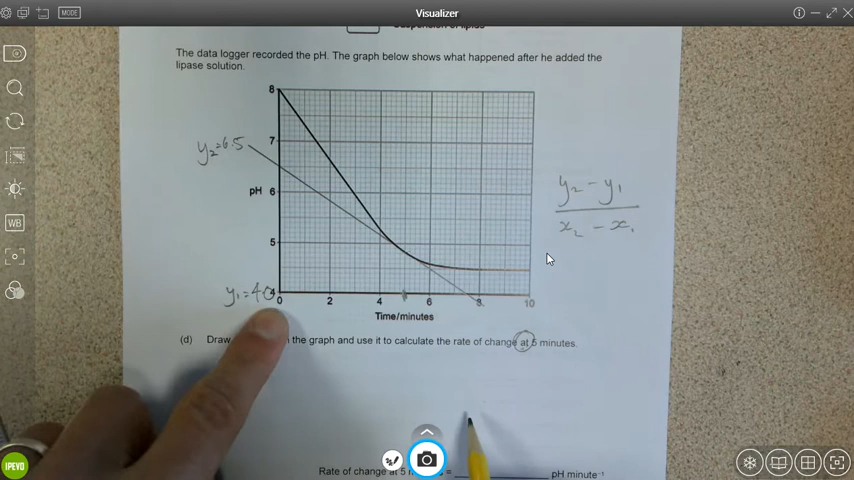 MODE
Visualizer
WB
The data logger recorded the pH. The graph below shows what happened after he added the
lipase solution.
8
7
pH 6
5
4
0 2 4 6 8 10
Time/minutes
y₂=6.5
y₁=4.0
y₂ - y₁
x₂ - x₁
(d) Draw the graph and use it to calculate the rate of change at 5 minutes.
Rate of change at 5 = pH minute⁻¹
IPEVO